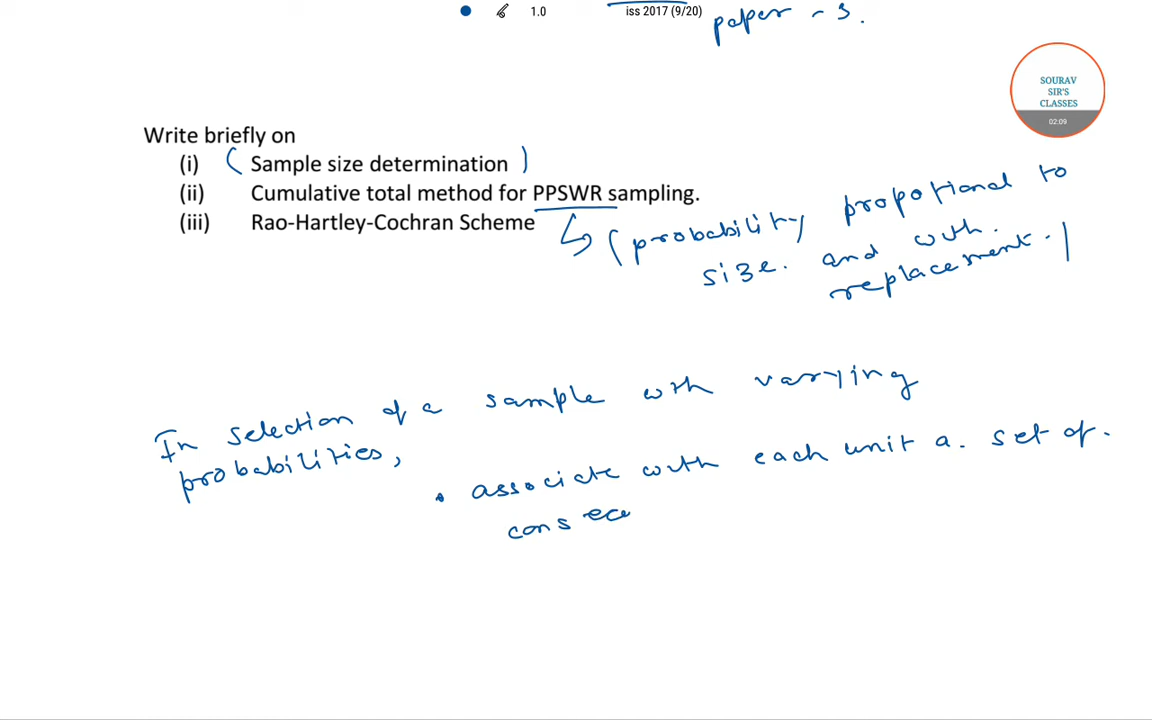 1.0 iss 2017 (9/20)
paper - 3.
SOURAV
SIR'S
CLASSES
02:09
Write briefly on
(i) ( Sample size determination )
(ii) Cumulative total method for PPSWR sampling.
(iii) Rao-Hartley-Cochran Scheme
(probability propotional to
size. and with.
replacement.)
In selection of a sample with varying
probabilities,
• associate with each unit a. set of.
consec